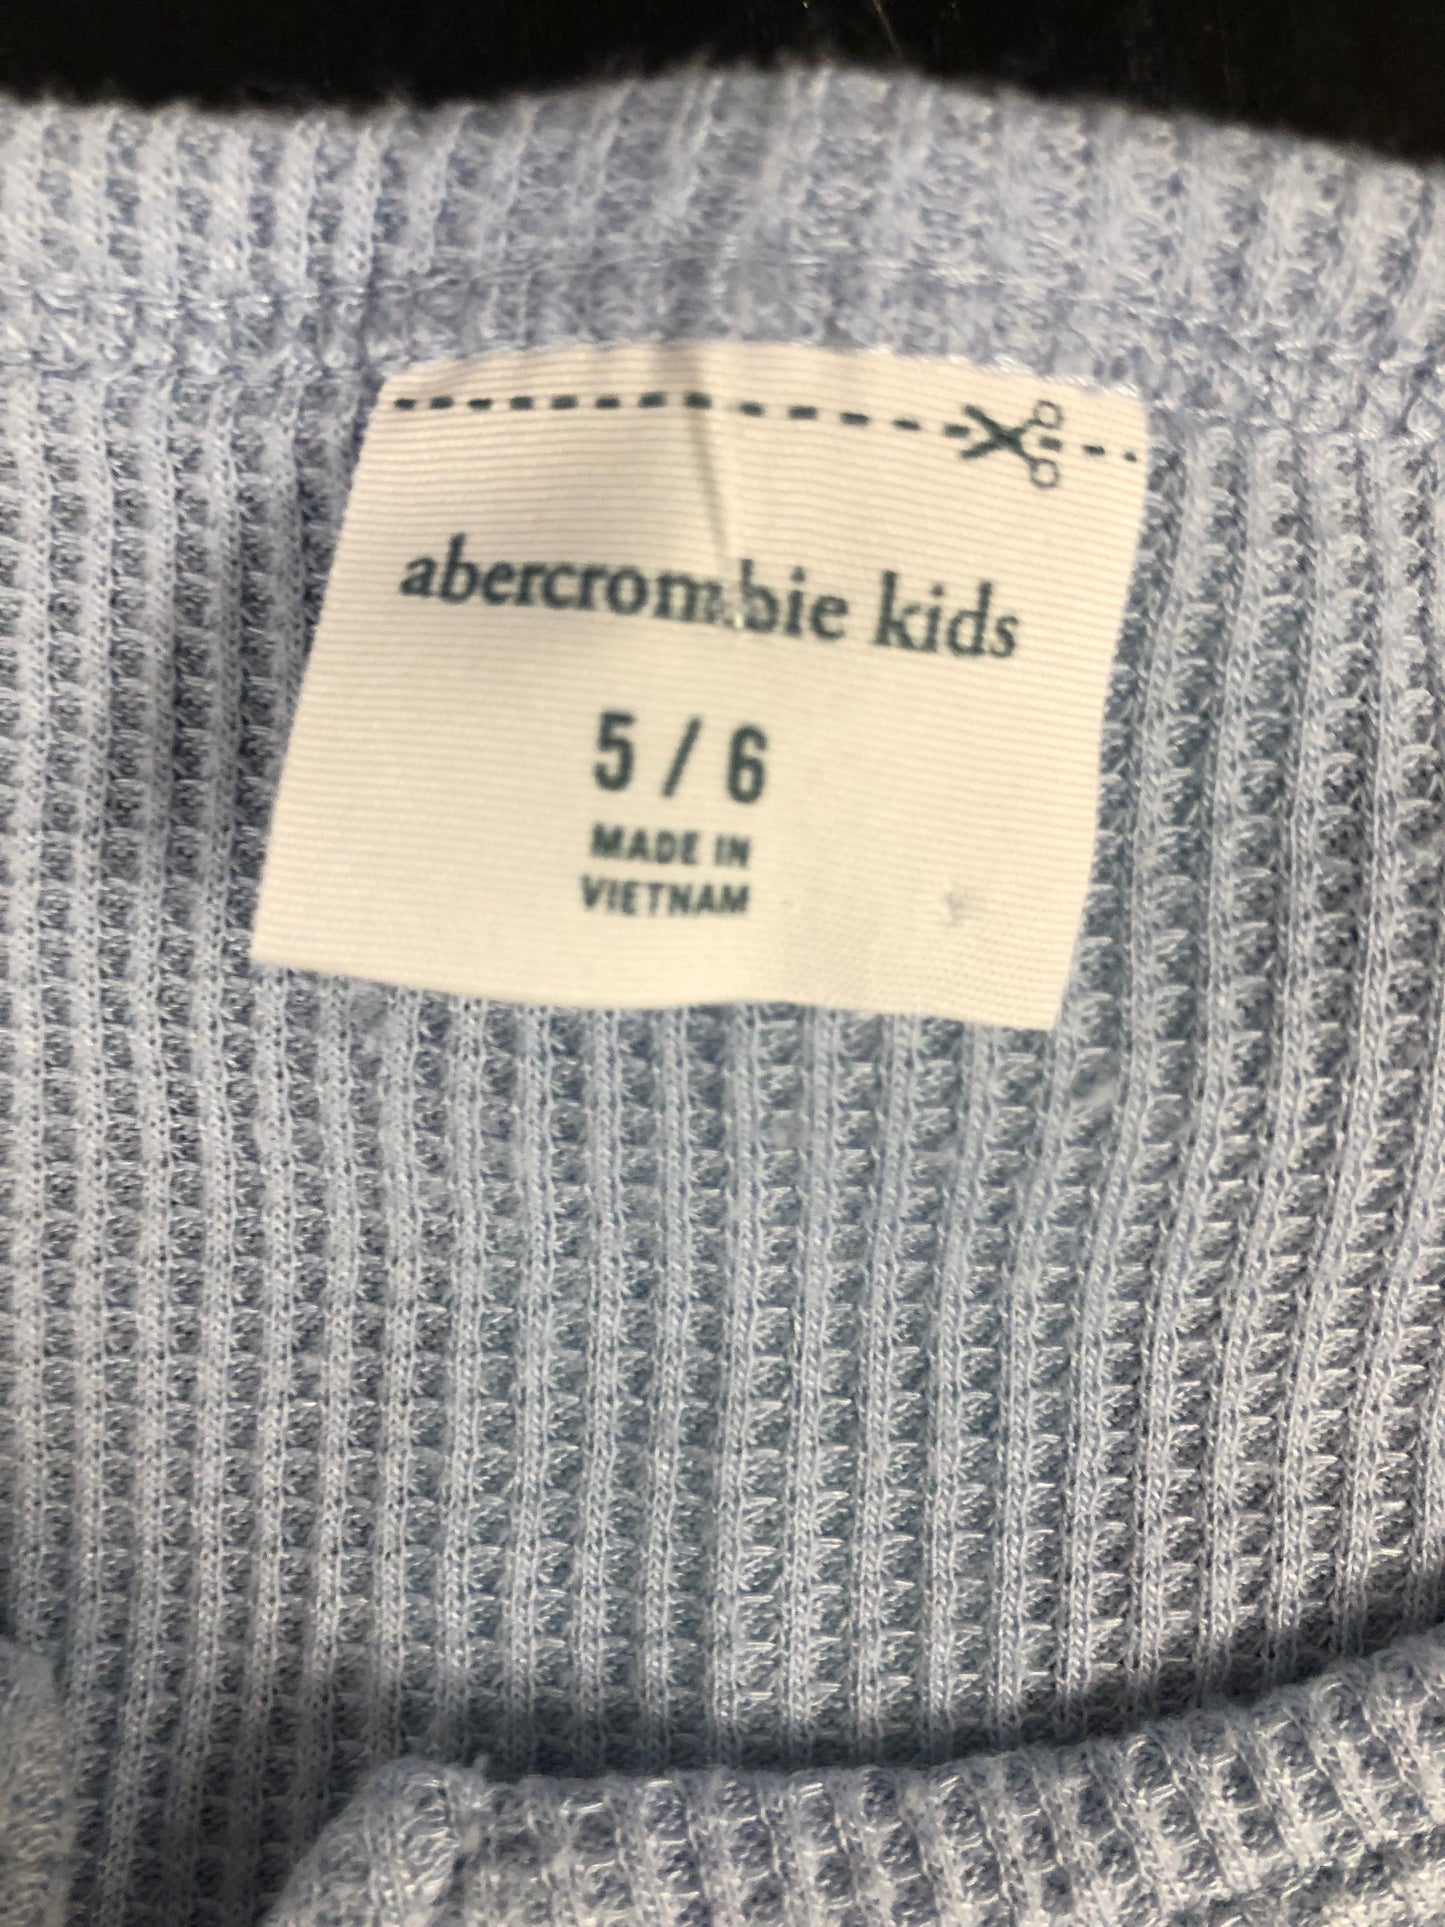 abercrombie kids
5 / 6
MADE IN
VIETNAM